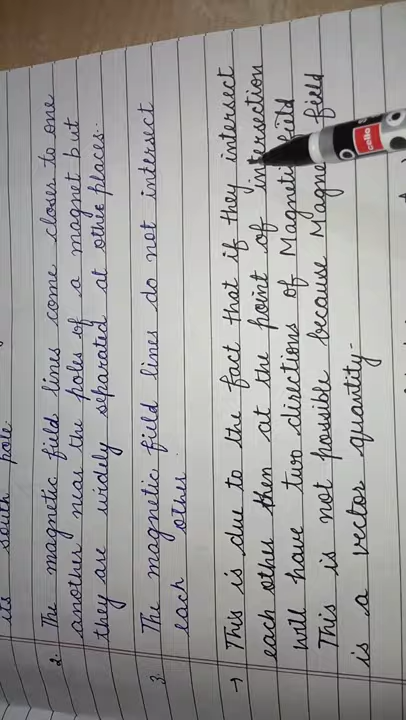 its south pole.
2. The magnetic field lines come closer to one
another near the poles of a magnet but
they are widely separated at other places.
3. The magnetic field lines do not intersect
each other.
→ This is due to the fact that if they intersect
each other then at the point of intersection
will have two directions of Magnetic field
This is not possible because Magnetic field
is a vector quantity-
cello